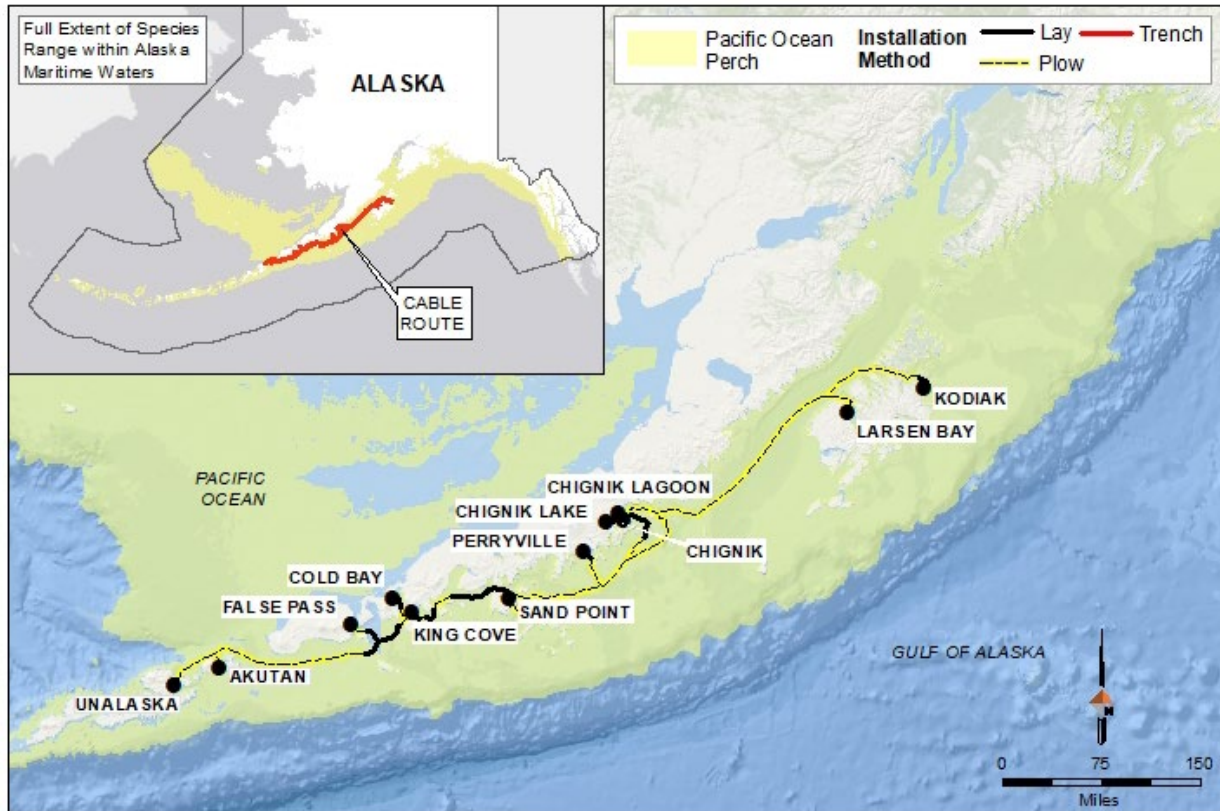 Full Extent of Species
Range within Alaska
Maritime Waters
ALASKA
CABLE
ROUTE
Pacific Ocean
Perch
Installation
Method
Lay
Trench
Plow
KODIAK
LARSEN BAY
PACIFIC
OCEAN
CHIGNIK LAGOON
CHIGNIK LAKE
PERRYVILLE
CHIGNIK
COLD BAY
FALSE PASS
SAND POINT
KING COVE
GULF OF ALASKA
AKUTAN
UNALASKA
N
0 75 150
Miles